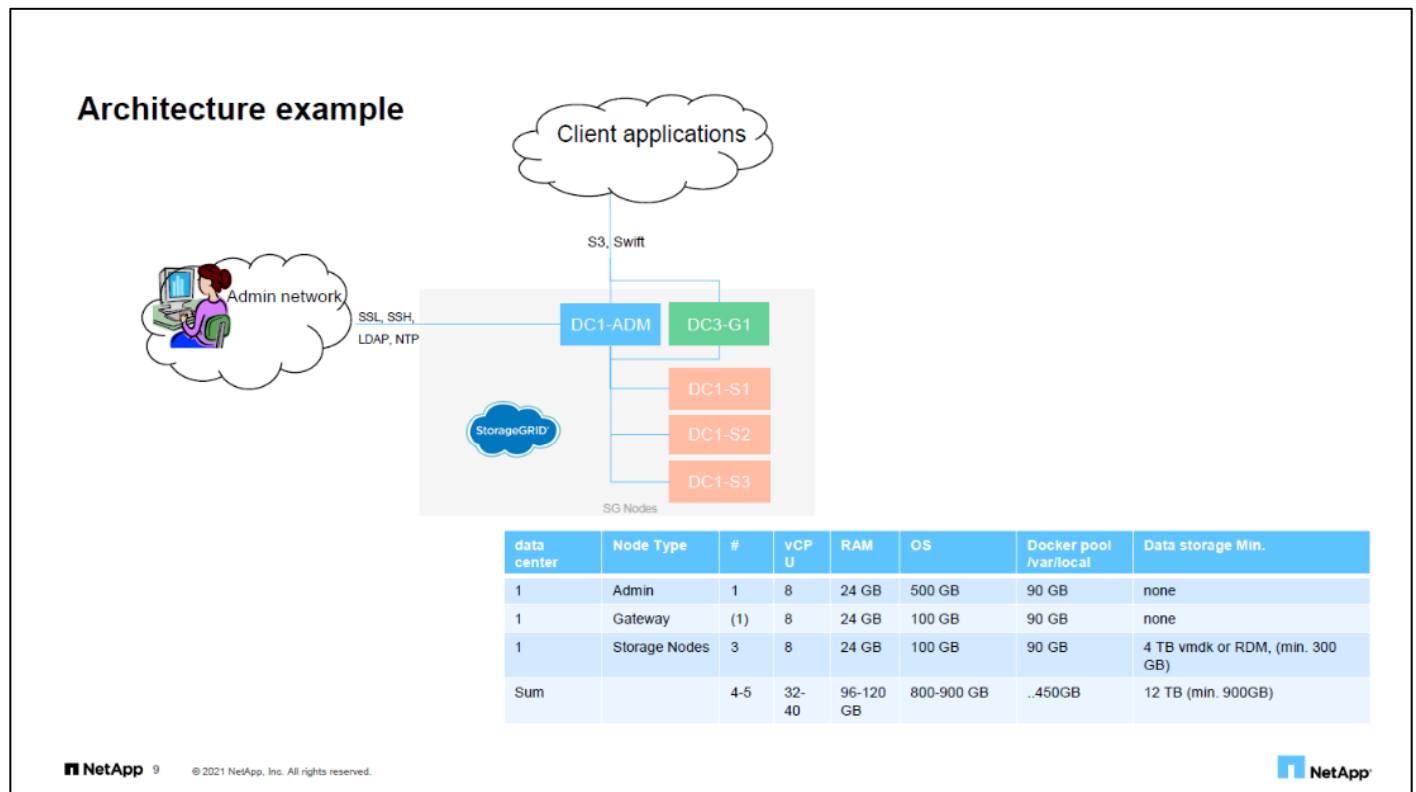 Architecture example
Client applications
S3, Swift
Admin network
SSL, SSH,
LDAP, NTP
DC1-ADM
DC3-G1
DC1-S1
StorageGRID
DC1-S2
DC1-S3
SG Nodes
data center Node Type # vCPU RAM OS Docker pool /var/local Data storage Min.
1 Admin 1 8 24 GB 500 GB 90 GB none
1 Gateway (1) 8 24 GB 100 GB 90 GB none
1 Storage Nodes 3 8 24 GB 100 GB 90 GB 4 TB vmdk or RDM, (min. 300 GB)
Sum 4-5 32-40 96-120 GB 800-900 GB ..450GB 12 TB (min. 900GB)
NetApp 9 © 2021 NetApp, Inc. All rights reserved.
NetApp